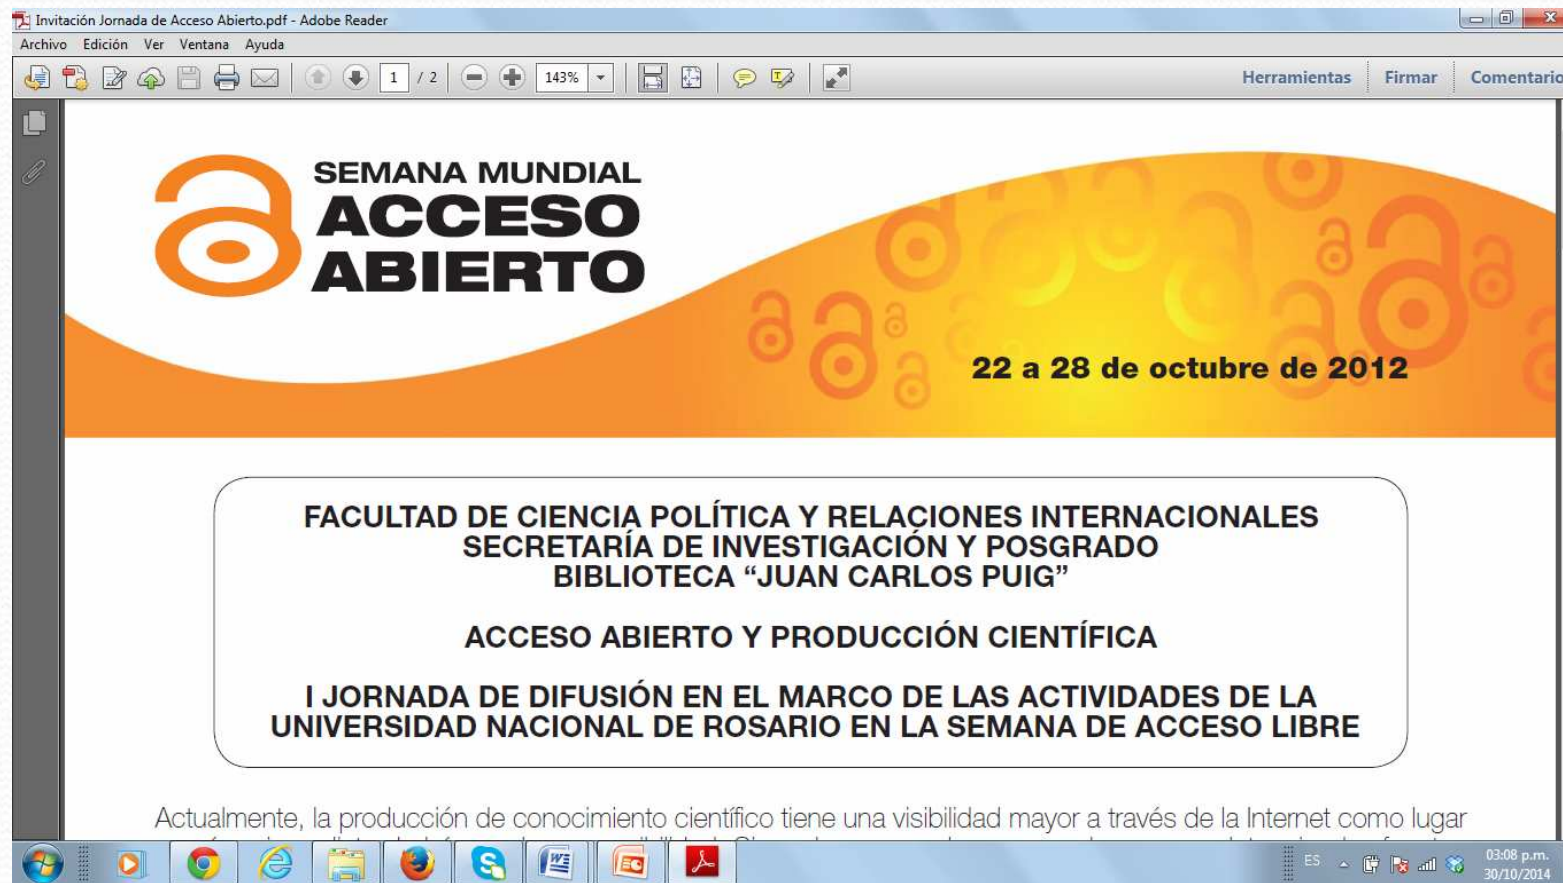 Invitación Jornada de Acceso Abierto.pdf - Adobe Reader
Archivo Edición Ver Ventana Ayuda
1 / 2 143% Herramientas Firmar Comentario
SEMANA MUNDIAL
ACCESO
ABIERTO
22 a 28 de octubre de 2012
FACULTAD DE CIENCIA POLÍTICA Y RELACIONES INTERNACIONALES
SECRETARÍA DE INVESTIGACIÓN Y POSGRADO
BIBLIOTECA “JUAN CARLOS PUIG”
ACCESO ABIERTO Y PRODUCCIÓN CIENTÍFICA
I JORNADA DE DIFUSIÓN EN EL MARCO DE LAS ACTIVIDADES DE LA
UNIVERSIDAD NACIONAL DE ROSARIO EN LA SEMANA DE ACCESO LIBRE
Actualmente, la producción de conocimiento científico tiene una visibilidad mayor a través de la Internet como lugar
ES 03:08 p.m.
30/10/2014